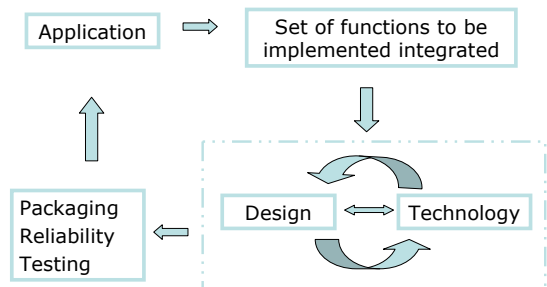 Application
Set of functions to be
implemented integrated
Design
Technology
Packaging
Reliability
Testing